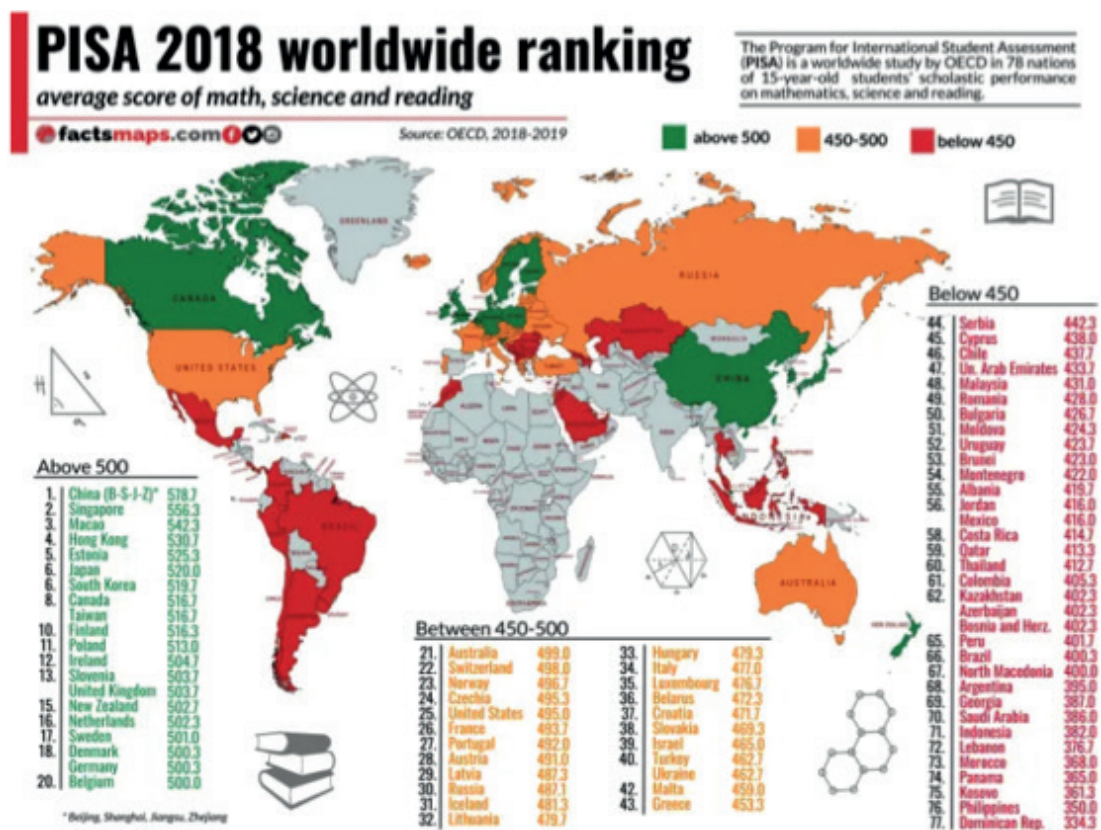 PISA 2018 worldwide ranking
average score of math, science and reading
factsmaps.com
Source: OECD, 2018-2019
The Program for International Student Assessment
(PISA) is a worldwide study by OECD in 78 nations
of 15-year-old students' scholastic performance
on mathematics, science and reading.
above 500
450-500
below 450
GREENLAND
CANADA
UNITED STATES
RUSSIA
MONGOLIA
CHINA
BRAZIL
INDONESIA
AUSTRALIA
NEW ZEALAND
Above 500
1. China (B-S-J-Z)* 578.7
2. Singapore 556.3
3. Macao 542.3
4. Hong Kong 530.7
5. Estonia 525.3
6. Japan 520.0
6. South Korea 519.7
8. Canada 516.7
Taiwan 516.7
10. Finland 516.3
11. Poland 513.0
12. Ireland 504.7
13. Slovenia 503.7
United Kingdom 503.7
15. New Zealand 502.7
16. Netherlands 502.3
17. Sweden 501.0
18. Denmark 500.3
Germany 500.3
20. Belgium 500.0
* Beijing, Shanghai, Jiangsu, Zhejiang
Between 450-500
21. Australia 499.0
22. Switzerland 498.0
23. Norway 496.7
24. Czechia 495.3
25. United States 495.0
26. France 493.7
27. Portugal 492.0
28. Austria 491.0
29. Latvia 487.3
30. Russia 487.1
31. Iceland 481.3
32. Lithuania 479.7
33. Hungary 479.3
34. Italy 477.0
35. Luxembourg 476.7
36. Belarus 472.3
37. Croatia 471.7
38. Slovakia 469.3
39. Israel 465.0
40. Turkey 462.7
Ukraine 462.7
42. Malta 459.0
43. Greece 453.3
Below 450
44. Serbia 442.3
45. Cyprus 438.0
46. Chile 437.7
47. Un. Arab Emirates 433.7
48. Malaysia 431.0
49. Romania 428.0
50. Bulgaria 426.7
51. Moldova 424.3
52. Uruguay 423.7
53. Brunei 423.0
54. Montenegro 422.0
55. Albania 419.7
56. Jordan 416.0
Mexico 416.0
58. Costa Rica 414.7
59. Qatar 413.3
60. Thailand 412.7
61. Colombia 405.3
62. Kazakhstan 402.3
Azerbaijan 402.3
Bosnia and Herz. 402.3
65. Peru 401.7
66. Brazil 400.3
67. North Macedonia 400.0
68. Argentina 395.0
69. Georgia 387.0
70. Saudi Arabia 386.0
71. Indonesia 382.0
72. Lebanon 376.7
73. Morocco 368.0
74. Panama 365.0
75. Kosovo 361.3
76. Philippines 350.0
77. Dominican Rep. 334.3